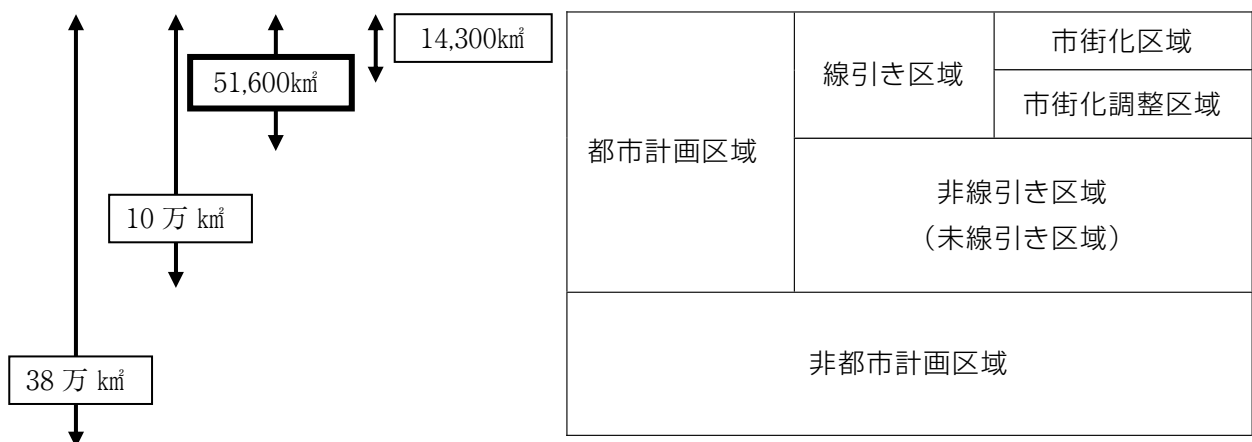 14,300㎢
51,600㎢
10 万 ㎢
38 万 ㎢
都市計画区域
線引き区域
市街化区域
市街化調整区域
非線引き区域
（未線引き区域）
非都市計画区域